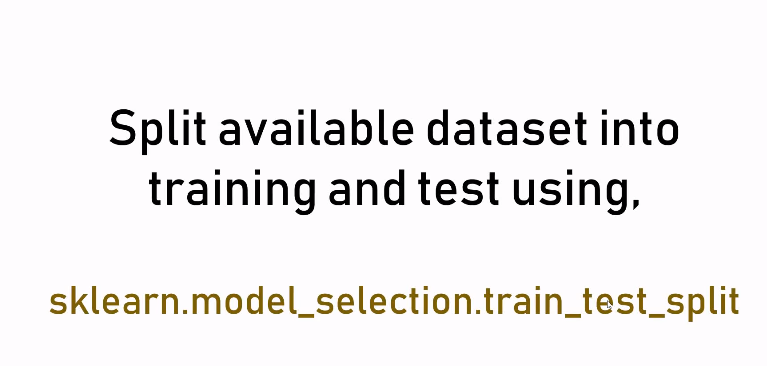 Split available dataset into
training and test using,
sklearn.model_selection.train_test_split